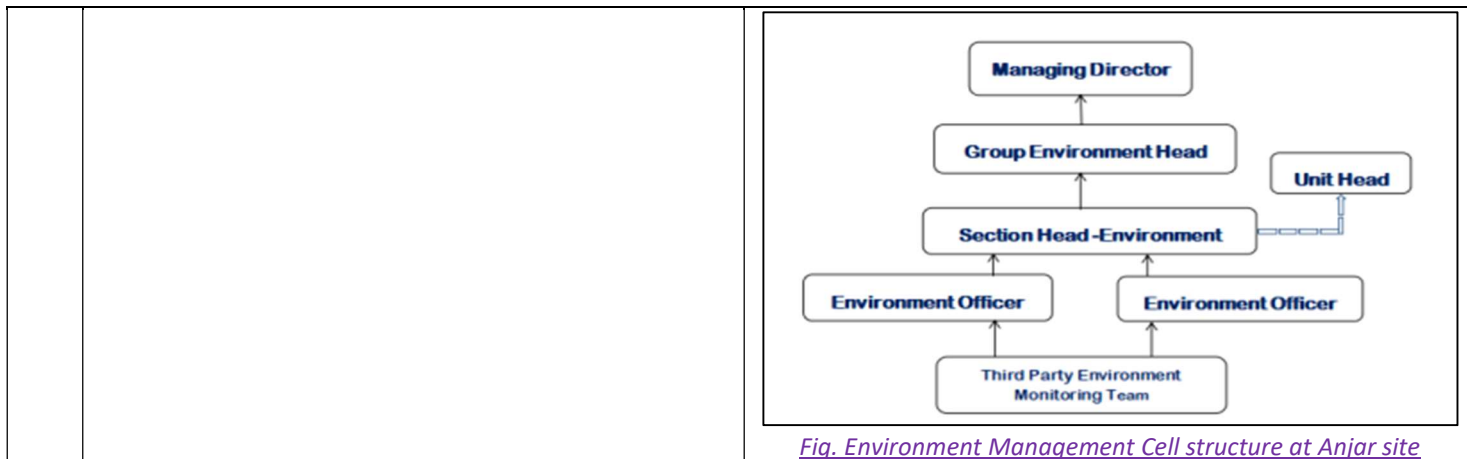 Managing Director
Group Environment Head
Unit Head
Section Head -Environment
Environment Officer
Environment Officer
Third Party Environment
Monitoring Team
Fig. Environment Management Cell structure at Anjar site